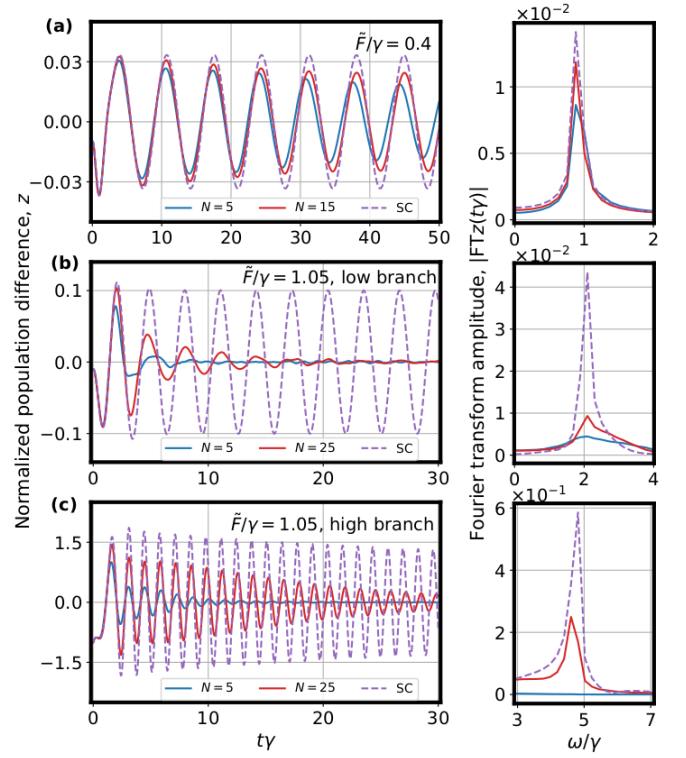 (a)
F̃/γ = 0.4
0.03
0.00
−0.03
N = 5
N = 15
SC
0 10 20 30 40 50
×10⁻²
1
0.5
0
0 1 2
(b)
F̃/γ = 1.05, low branch
0.1
0.0
−0.1
N = 5
N = 25
SC
0 10 20 30
×10⁻²
4
3
2
1
0
0 2 4
(c)
F̃/γ = 1.05, high branch
1.5
0.0
−1.5
N = 5
N = 25
SC
0 10 20 30
tγ
×10⁻¹
6
4
2
0
3 5 7
ω/γ
Normalized population difference, z
Fourier transform amplitude, |FTz(tγ)|